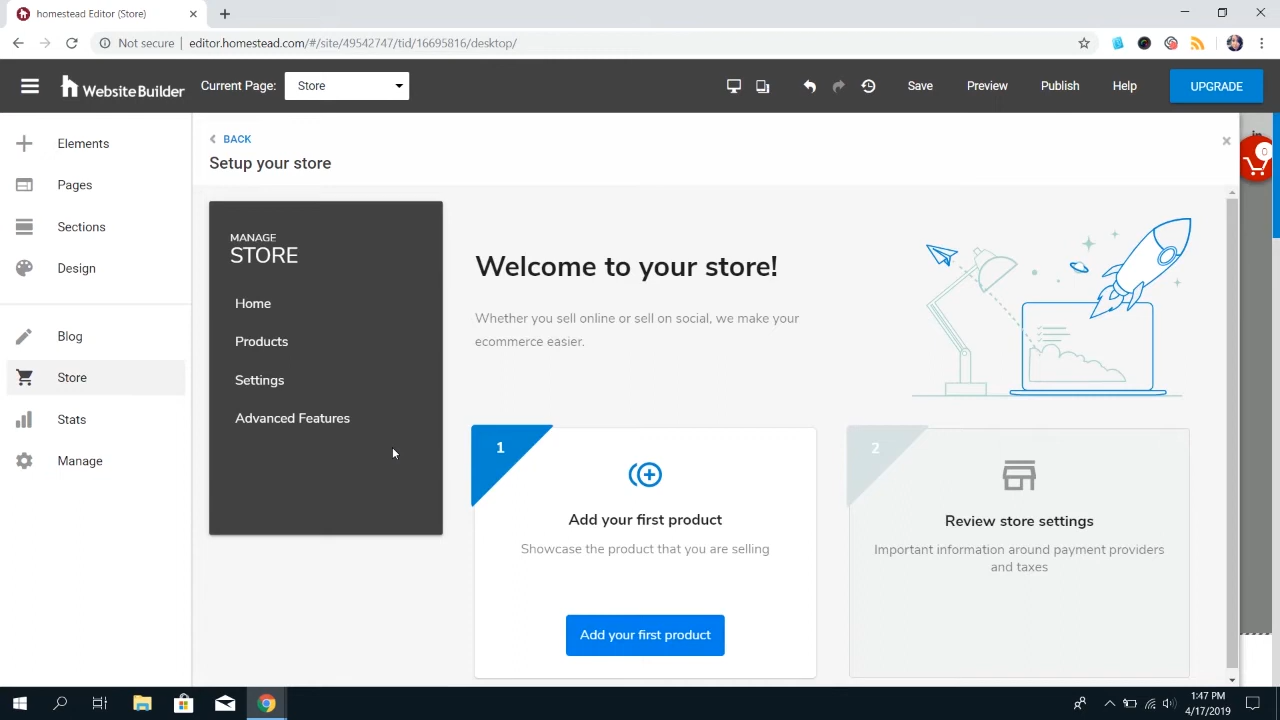 homestead Editor (Store)
Not secure
editor.homestead.com/#/site/49542747/tid/16695816/desktop/
WebsiteBuilder
Current Page:
Store
Save
Preview
Publish
Help
UPGRADE
Elements
Pages
Sections
Design
Blog
Store
Stats
Manage
BACK
Setup your store
0
MANAGE
STORE
Home
Products
Settings
Advanced Features
Welcome to your store!
Whether you sell online or sell on social, we make your
ecommerce easier.
1
Add your first product
Showcase the product that you are selling
Add your first product
2
Review store settings
Important information around payment providers
and taxes
1:47 PM
4/17/2019